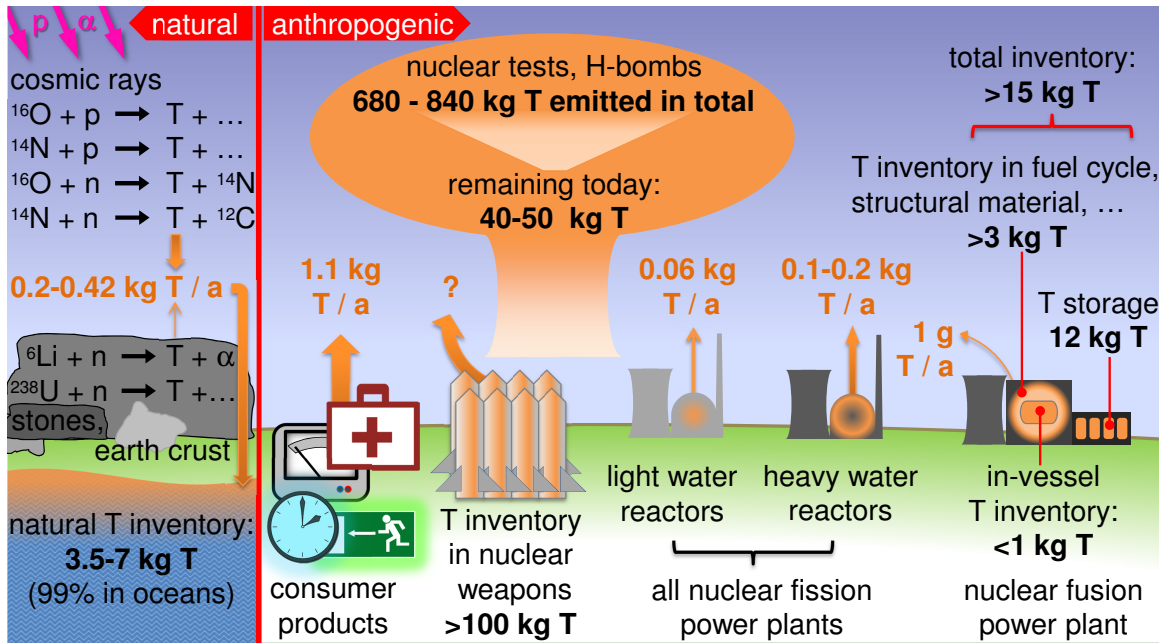 p α
natural
anthropogenic
cosmic rays
¹⁶O + p → T + …
¹⁴N + p → T + …
¹⁶O + n → T + ¹⁴N
¹⁴N + n → T + ¹²C
0.2-0.42 kg T / a
⁶Li + n → T + α
²³⁸U + n → T +…
stones,
earth crust
natural T inventory:
3.5-7 kg T
(99% in oceans)
nuclear tests, H-bombs
680 - 840 kg T emitted in total
remaining today:
40-50 kg T
1.1 kg
T / a
consumer
products
?
T inventory
in nuclear
weapons
>100 kg T
0.06 kg
T / a
light water
reactors
0.1-0.2 kg
T / a
heavy water
reactors
all nuclear fission
power plants
total inventory:
>15 kg T
T inventory in fuel cycle,
structural material, …
>3 kg T
T storage
12 kg T
1 g
T / a
in-vessel
T inventory:
<1 kg T
nuclear fusion
power plant